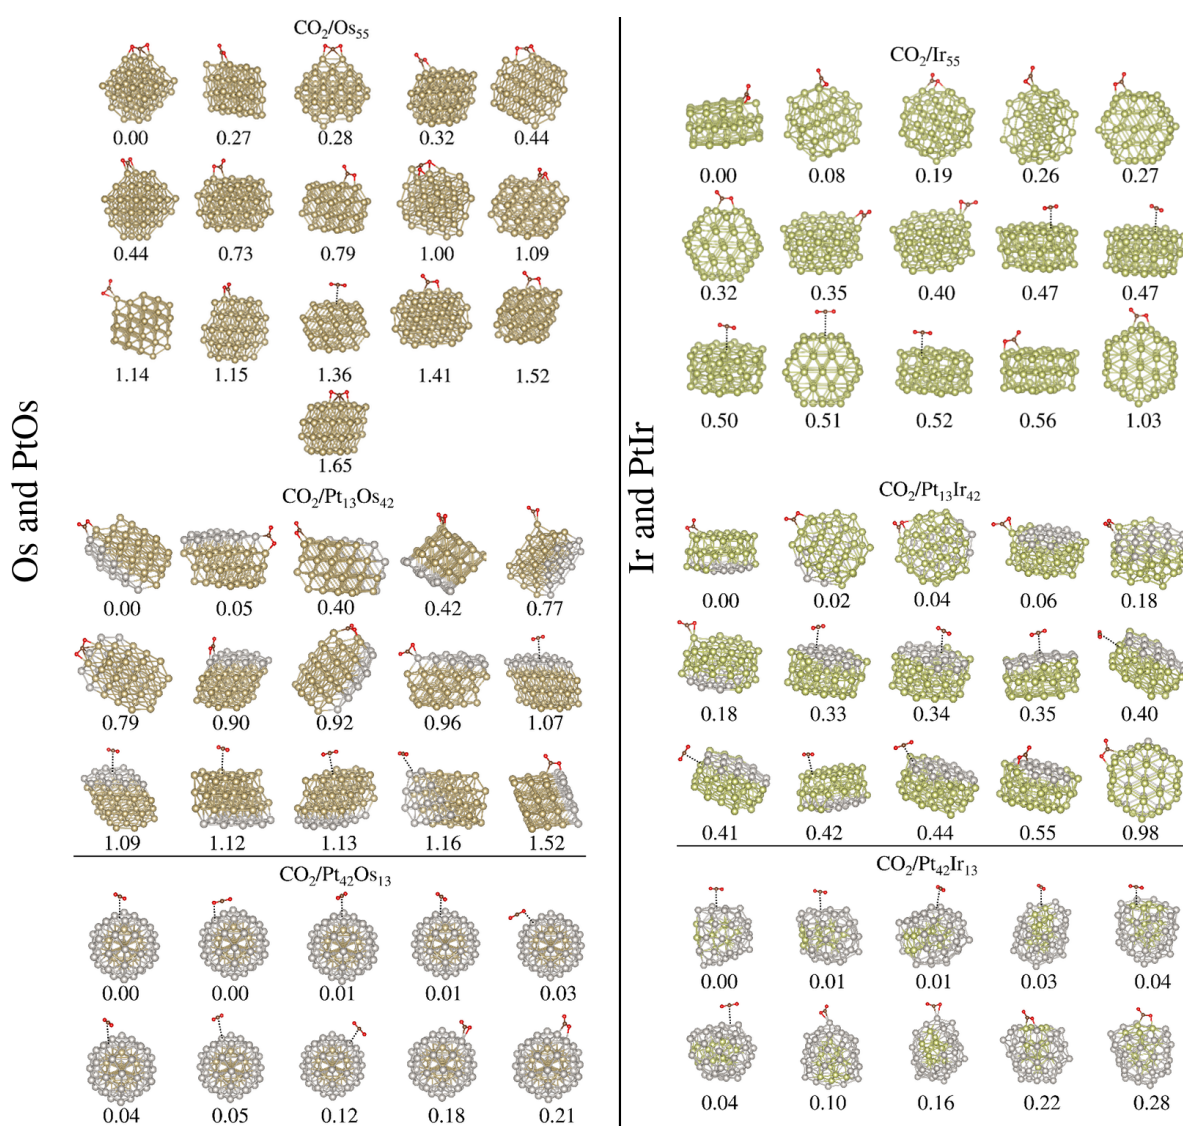 Os and PtOs
CO₂/Os₅₅
0.00 0.27 0.28 0.32 0.44
0.44 0.73 0.79 1.00 1.09
1.14 1.15 1.36 1.41 1.52
1.65
CO₂/Pt₁₃Os₄₂
0.00 0.05 0.40 0.42 0.77
0.79 0.90 0.92 0.96 1.07
1.09 1.12 1.13 1.16 1.52
CO₂/Pt₄₂Os₁₃
0.00 0.00 0.01 0.01 0.03
0.04 0.05 0.12 0.18 0.21
Ir and PtIr
CO₂/Ir₅₅
0.00 0.08 0.19 0.26 0.27
0.32 0.35 0.40 0.47 0.47
0.50 0.51 0.52 0.56 1.03
CO₂/Pt₁₃Ir₄₂
0.00 0.02 0.04 0.06 0.18
0.18 0.33 0.34 0.35 0.40
0.41 0.42 0.44 0.55 0.98
CO₂/Pt₄₂Ir₁₃
0.00 0.01 0.01 0.03 0.04
0.04 0.10 0.16 0.22 0.28